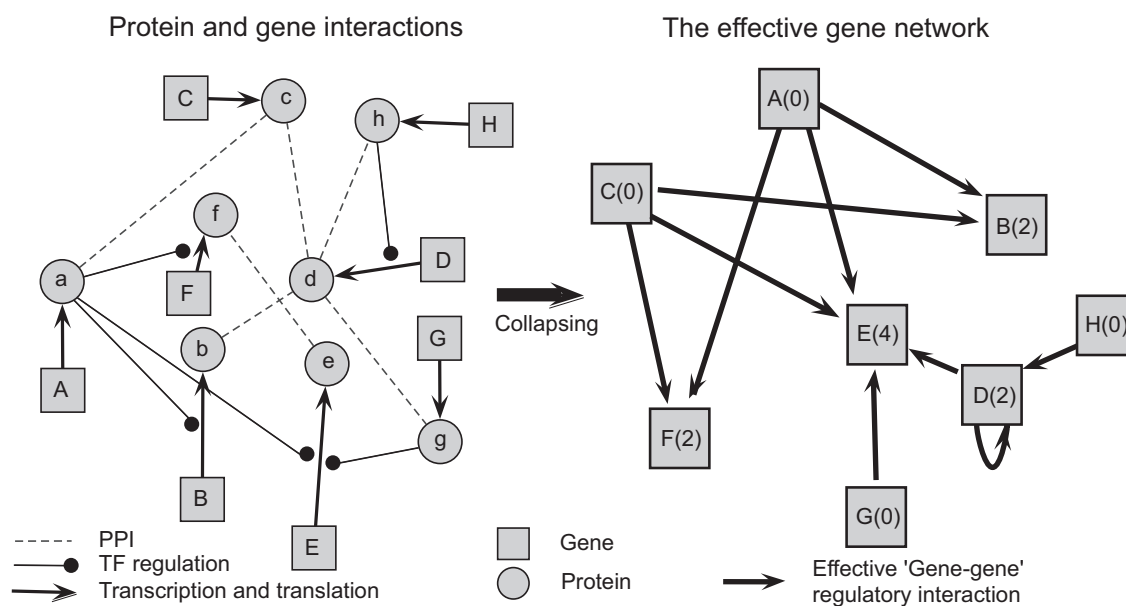 Protein and gene interactions
The effective gene network
C
c
h
H
f
a
F
d
D
b
e
G
A
g
B
E
Collapsing
A(0)
C(0)
B(2)
E(4)
H(0)
D(2)
F(2)
G(0)
PPI
TF regulation
Transcription and translation
Gene
Protein
Effective 'Gene-gene'
regulatory interaction